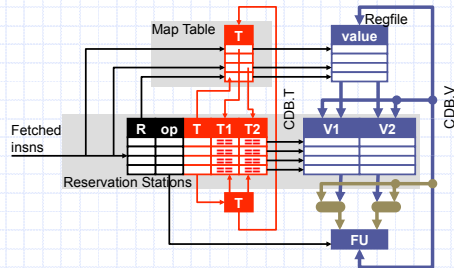 Map Table
Regfile
T
value
CDB.T
CDB.V
Fetched
insns
R op T T1 T2
V1 V2
== ==
== ==
== ==
== ==
Reservation Stations
T
FU